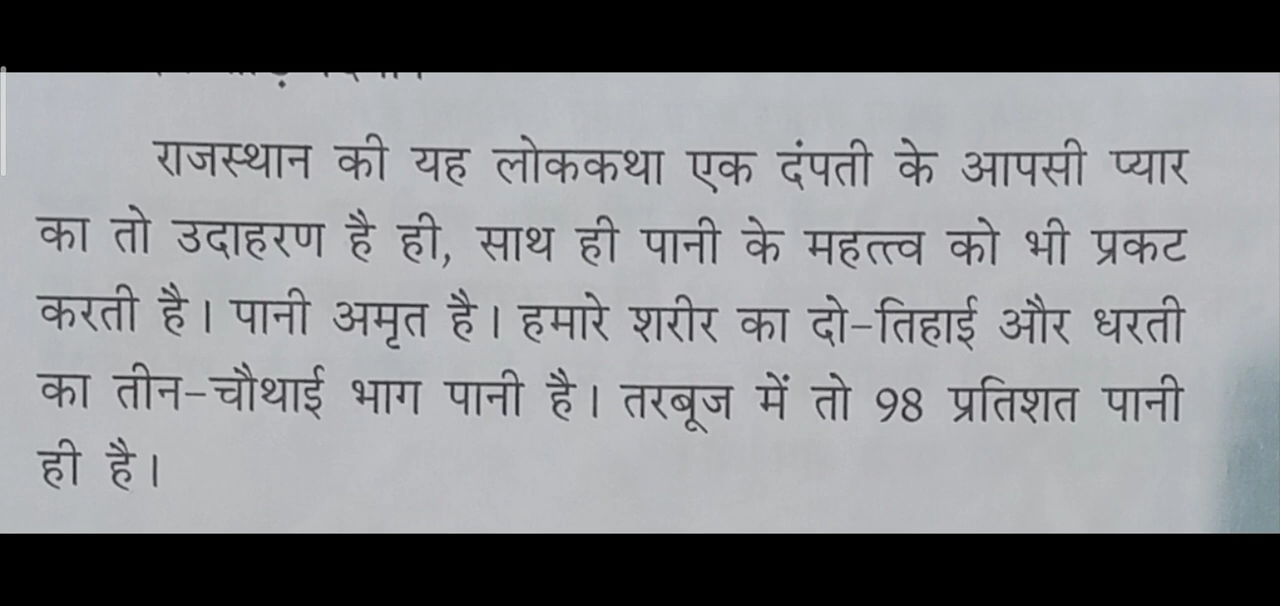 राजस्थान की यह लोककथा एक दंपती के आपसी प्यार
का तो उदाहरण है ही, साथ ही पानी के महत्त्व को भी प्रकट
करती है। पानी अमृत है। हमारे शरीर का दो-तिहाई और धरती
का तीन-चौथाई भाग पानी है। तरबूज में तो 98 प्रतिशत पानी
ही है।